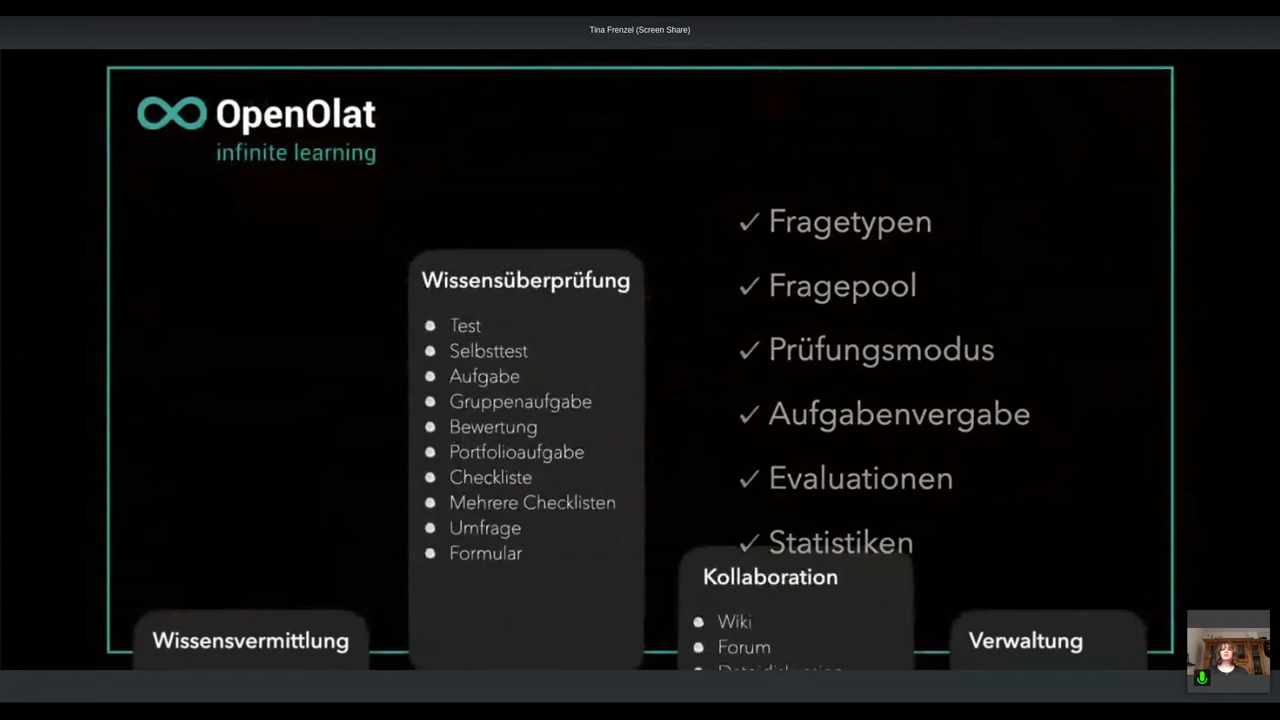 Tina Frenzel (Screen Share)
OpenOlat
infinite learning
Wissensüberprüfung
Test
Selbsttest
Aufgabe
Gruppenaufgabe
Bewertung
Portfolioaufgabe
Checkliste
Mehrere Checklisten
Umfrage
Formular
✓ Fragetypen
✓ Fragepool
✓ Prüfungsmodus
✓ Aufgabenvergabe
✓ Evaluationen
✓ Statistiken
Wissensvermittlung
Kollaboration
Wiki
Forum
Verwaltung